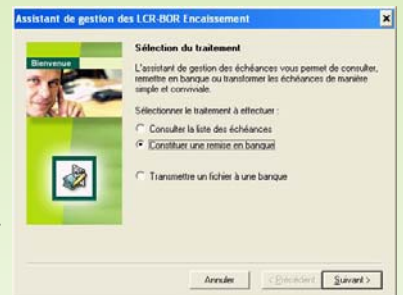 Assistant de gestion des LCR-BOR Encaissement
Bienvenue
Sélection du traitement
L'assistant de gestion des échéances vous permet de consulter,
remettre en banque ou transformer les échéances de manière
simple et conviviale.
Sélectionner le traitement à effectuer :
Consulter la liste des échéances
Constituer une remise en banque
Transmettre un fichier à une banque
Annuler
< Précédent
Suivant >